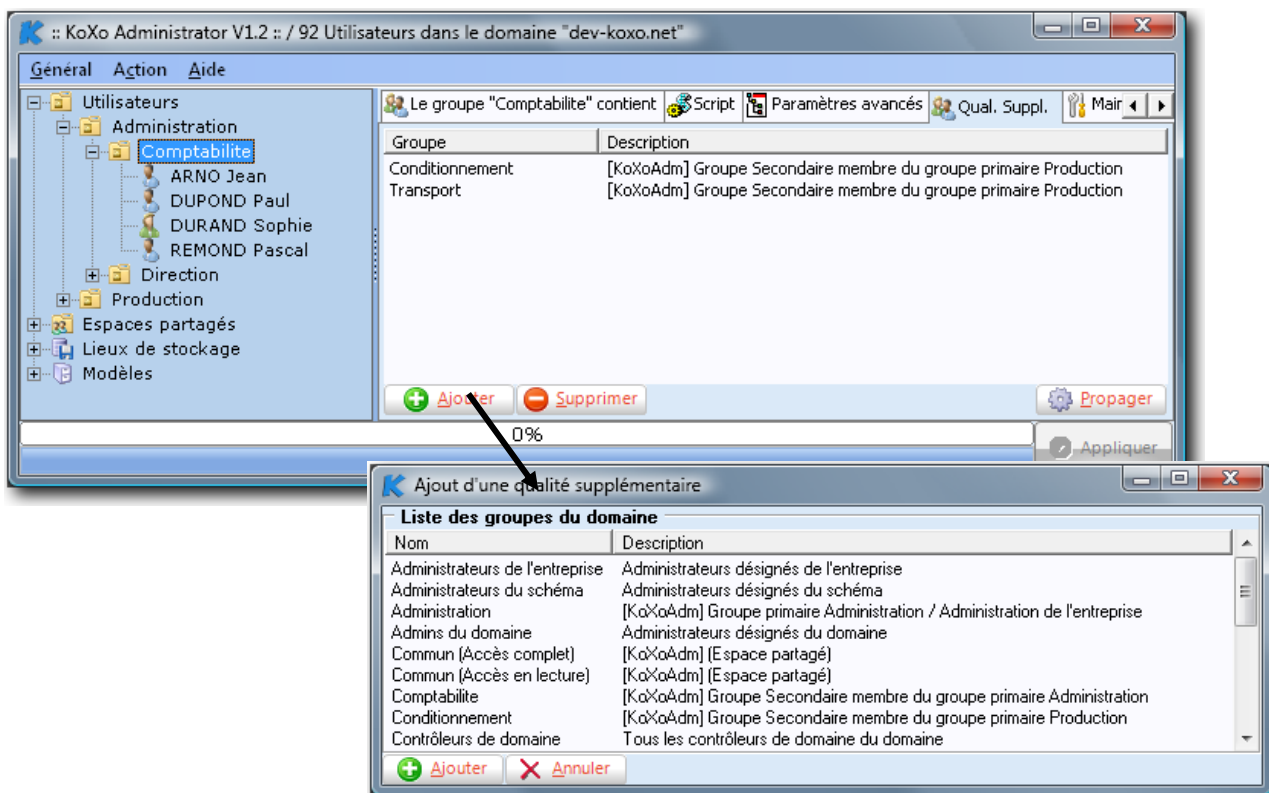 :: KoXo Administrator V1.2 :: / 92 Utilisateurs dans le domaine "dev-koxo.net"
Général Action Aide
Utilisateurs
Administration
Comptabilite
ARNO Jean
DUPOND Paul
DURAND Sophie
REMOND Pascal
Direction
Production
Espaces partagés
Lieux de stockage
Modèles
Le groupe "Comptabilite" contient Script Paramètres avancés Qual. Suppl. Main
Groupe Description
Conditionnement [KoXoAdm] Groupe Secondaire membre du groupe primaire Production
Transport [KoXoAdm] Groupe Secondaire membre du groupe primaire Production
Ajouter Supprimer Propager
0%
Appliquer
Ajout d'une qualité supplémentaire
Liste des groupes du domaine
Nom Description
Administrateurs de l'entreprise Administrateurs désignés de l'entreprise
Administrateurs du schéma Administrateurs désignés du schéma
Administration [KoXoAdm] Groupe primaire Administration / Administration de l'entreprise
Admins du domaine Administrateurs désignés du domaine
Commun (Accès complet) [KoXoAdm] (Espace partagé)
Commun (Accès en lecture) [KoXoAdm] (Espace partagé)
Comptabilite [KoXoAdm] Groupe Secondaire membre du groupe primaire Administration
Conditionnement [KoXoAdm] Groupe Secondaire membre du groupe primaire Production
Contrôleurs de domaine Tous les contrôleurs de domaine du domaine
Ajouter Annuler